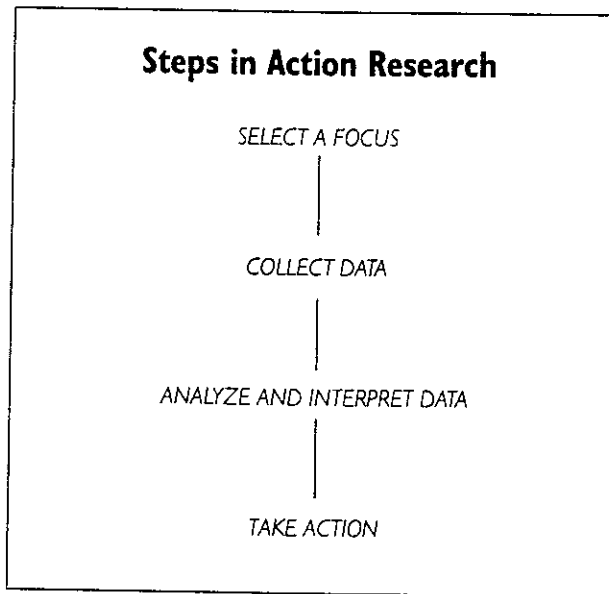 Steps in Action Research
SELECT A FOCUS
COLLECT DATA
ANALYZE AND INTERPRET DATA
TAKE ACTION